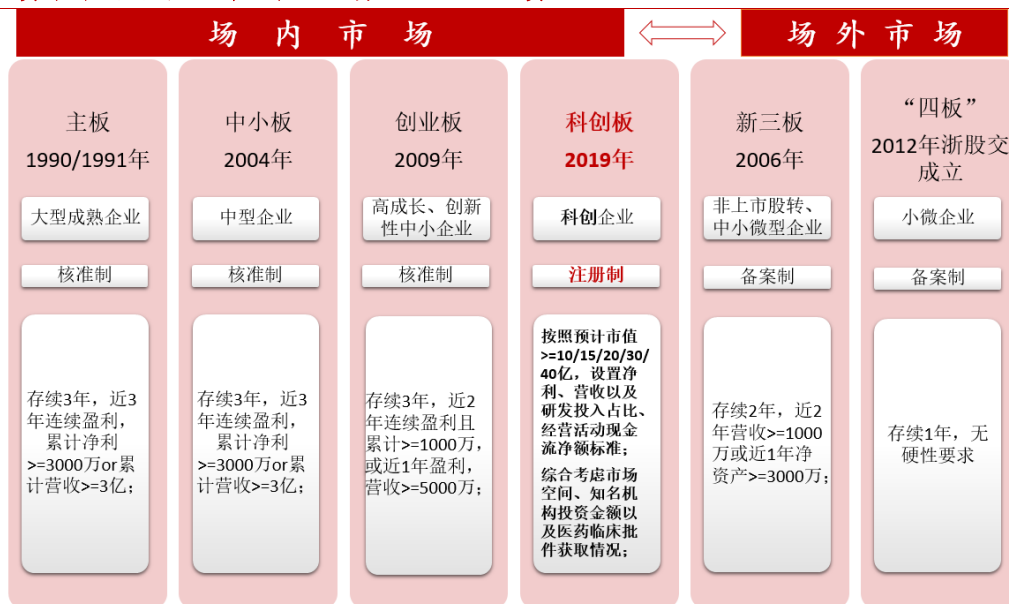 场 内 市 场
场 外 市 场
主板
1990/1991年
大型成熟企业
核准制
存续3年，近3
年连续盈利，
累计净利
>=3000万or累
计营收>=3亿；
中小板
2004年
中型企业
核准制
存续3年，近3
年连续盈利，
累计净利
>=3000万or累
计营收>=3亿；
创业板
2009年
高成长、创新
性中小企业
核准制
存续3年，近2
年连续盈利且
累计>=1000万，
或近1年盈利，
营收>=5000万；
科创板
2019年
科创企业
注册制
按照预计市值
>=10/15/20/30/
40亿，设置净
利、营收以及
研发投入占比、
经营活动现金
流净额标准；
综合考虑市场
空间、知名机
构投资金额以
及医药临床批
件获取情况；
新三板
2006年
非上市股转、
中小微型企业
备案制
存续2年，近2
年营收>=1000
万或近1年净
资产>=3000万；
“四板”
2012年浙股交
成立
小微企业
备案制
存续1年，无
硬性要求